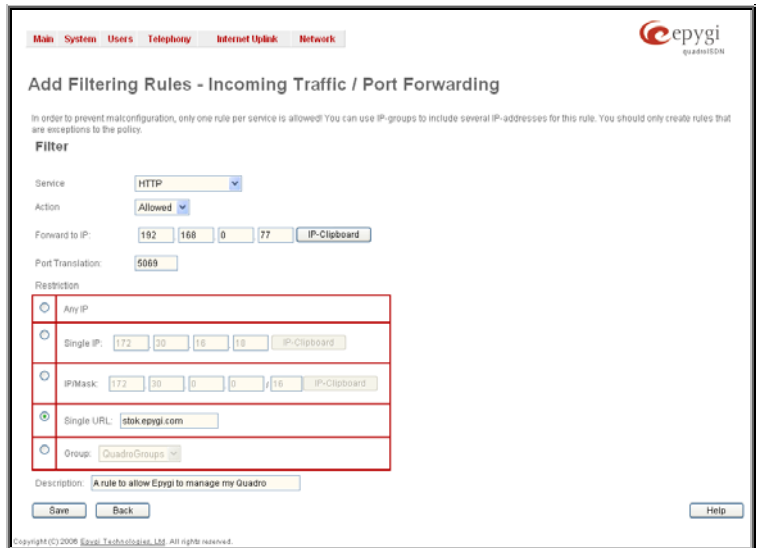 Main System Users Telephony Internet Uplink Network
epygi
quadroISDN
Add Filtering Rules - Incoming Traffic / Port Forwarding
In order to prevent malconfiguration, only one rule per service is allowed! You can use IP-groups to include several IP-addresses for this rule. You should only create rules that
are exceptions to the policy.
Filter
Service HTTP
Action Allowed
Forward to IP: 192 168 0 77 IP-Clipboard
Port Translation: 5069
Restriction
Any IP
Single IP: 172 . 30 . 16 . 18 IP-Clipboard
IP/Mask: 172 . 30 . 0 . 0 / 16 IP-Clipboard
Single URL: stok.epygi.com
Group: QuadroGroups
Description: A rule to allow Epygi to manage my Quadro
Save Back Help
Copyright (C) 2006 Epygi Technologies, Ltd. All rights reserved.